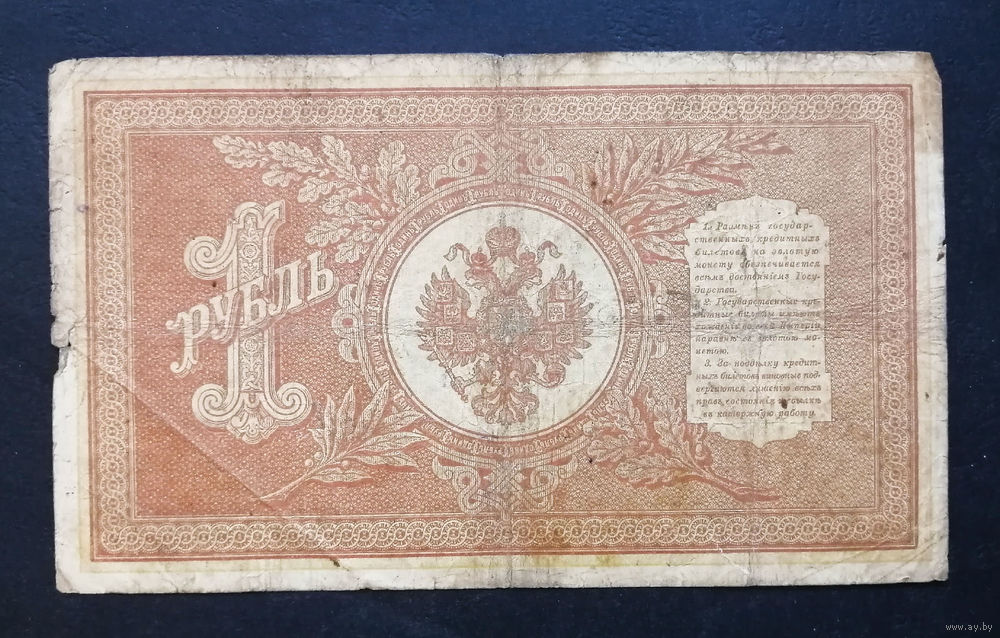 1
РУБЛЬ
1. Размѣнъ государ-
ственныхъ кредитныхъ
билетовъ на золотую
монету обезпечивается
всѣмъ достояніемъ Госу-
дарства.
2. Государственные кре-
дитные билеты имѣютъ
хожденіе во всей Имперіи
наравнѣ съ золотою мо-
нетою.
3. За поддѣлку кредит-
ныхъ билетовъ виновные под-
вергаются лишенію всѣхъ
правъ состоянія и ссылкѣ
въ каторжную работу.
www.ay.by